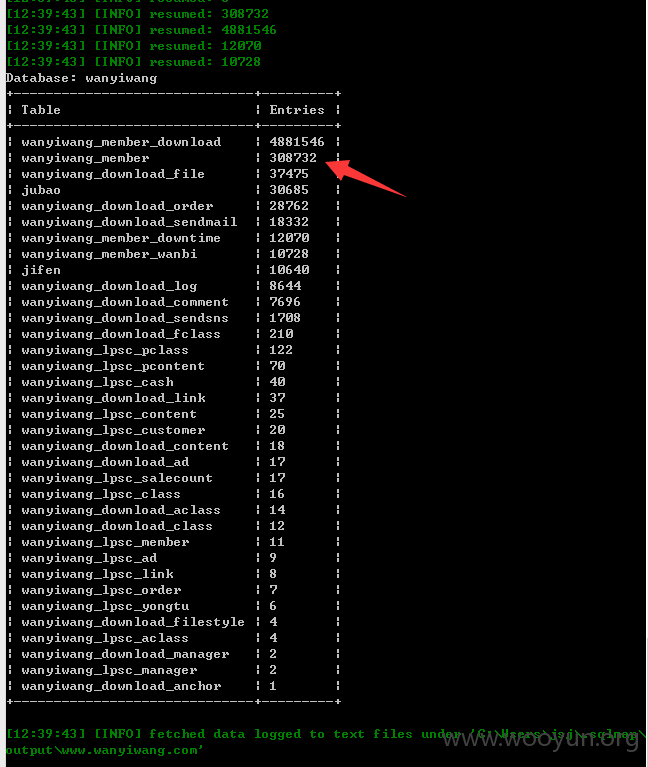 [12:39:43] [INFO] resumed: 308732
[12:39:43] [INFO] resumed: 4881546
[12:39:43] [INFO] resumed: 12070
[12:39:43] [INFO] resumed: 10728
Database: wanyiwang
| Table | Entries |
| wanyiwang_member_download | 4881546 |
| wanyiwang_member | 308732 |
| wanyiwang_download_file | 37475 |
| jubao | 30685 |
| wanyiwang_download_order | 28762 |
| wanyiwang_download_sendmail | 18332 |
| wanyiwang_member_downtime | 12070 |
| wanyiwang_member_wanbi | 10728 |
| jifen | 10640 |
| wanyiwang_download_log | 8644 |
| wanyiwang_download_comment | 7696 |
| wanyiwang_download_sendsns | 1708 |
| wanyiwang_download_fclass | 210 |
| wanyiwang_lpsc_pclass | 122 |
| wanyiwang_lpsc_pcontent | 70 |
| wanyiwang_lpsc_cash | 40 |
| wanyiwang_download_link | 37 |
| wanyiwang_lpsc_content | 25 |
| wanyiwang_lpsc_customer | 20 |
| wanyiwang_download_content | 18 |
| wanyiwang_download_ad | 17 |
| wanyiwang_lpsc_salecount | 17 |
| wanyiwang_lpsc_class | 16 |
| wanyiwang_download_aclass | 14 |
| wanyiwang_download_class | 12 |
| wanyiwang_lpsc_member | 11 |
| wanyiwang_lpsc_ad | 9 |
| wanyiwang_lpsc_link | 8 |
| wanyiwang_lpsc_order | 7 |
| wanyiwang_lpsc_yongtu | 6 |
| wanyiwang_download_filestyle | 4 |
| wanyiwang_lpsc_aclass | 4 |
| wanyiwang_download_manager | 2 |
| wanyiwang_lpsc_manager | 2 |
| wanyiwang_download_anchor | 1 |
[12:39:43] [INFO] fetched data logged to text files under 'C:\Users\jsj\.sqlmap\
output\www.wanyiwang.com'
www.wooyun.org